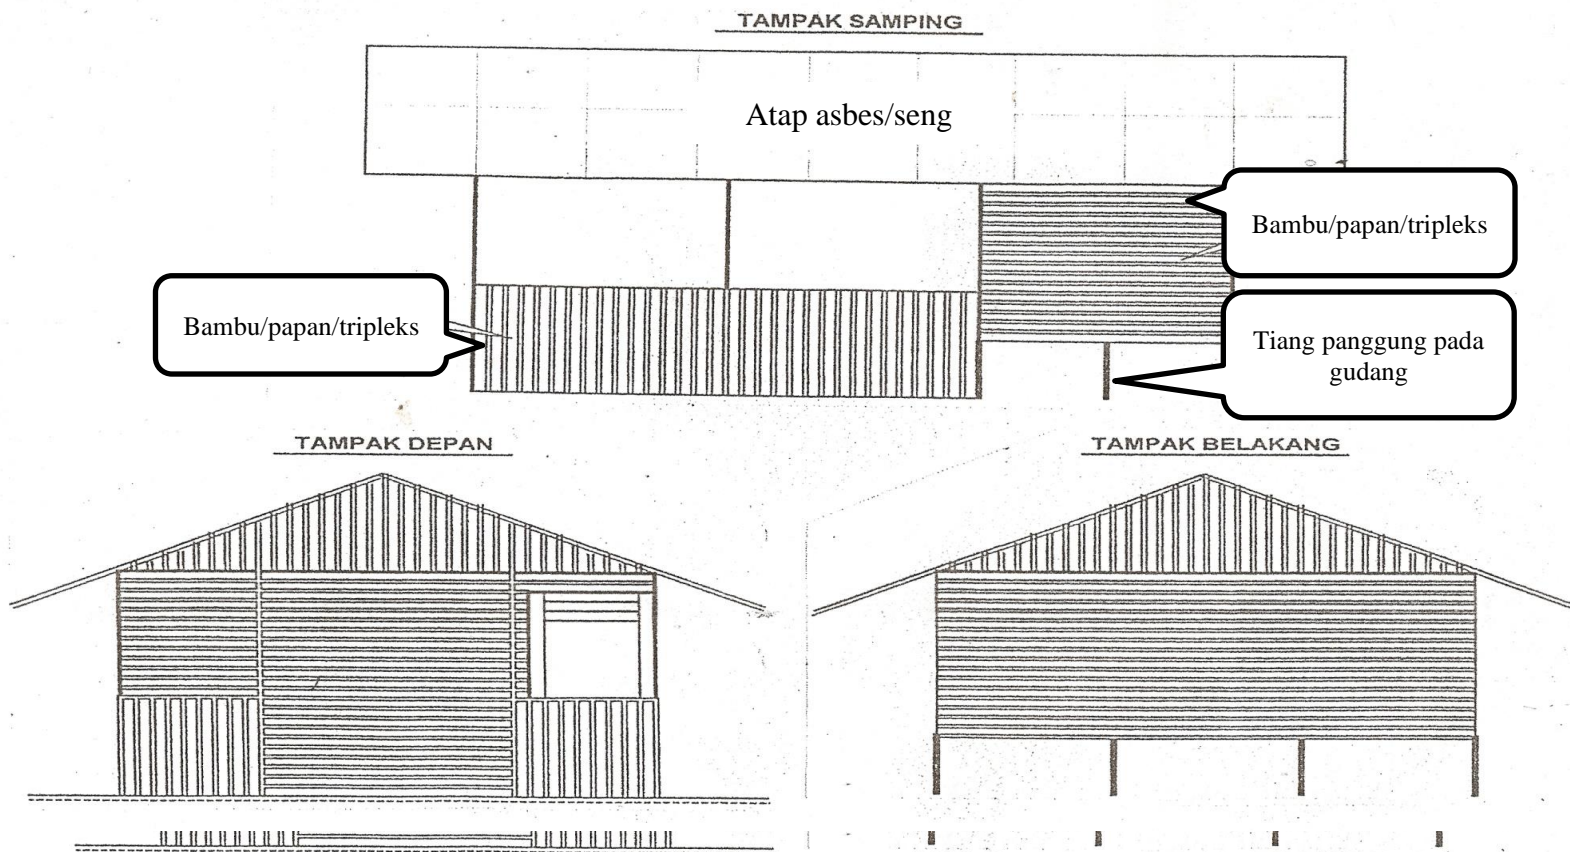 TAMPAK SAMPING
Atap asbes/seng
Bambu/papan/tripleks
Bambu/papan/tripleks
Tiang panggung pada
gudang
TAMPAK DEPAN
TAMPAK BELAKANG